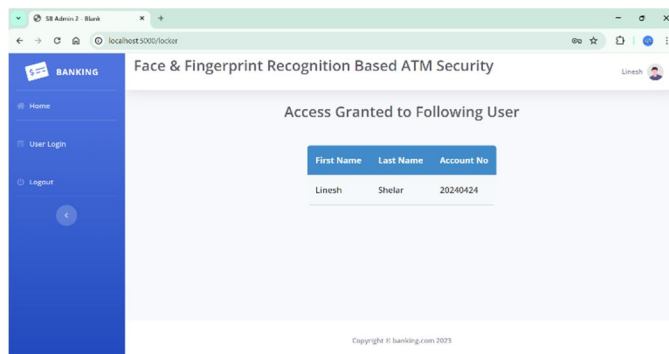 SB Admin 2 - Blank
localhost:5000/locker
BANKING
Face & Fingerprint Recognition Based ATM Security
Linesh
Home
User Login
Logout
Access Granted to Following User
First Name Last Name Account No
Linesh Shelar 20240424
Copyright © banking.com 2023